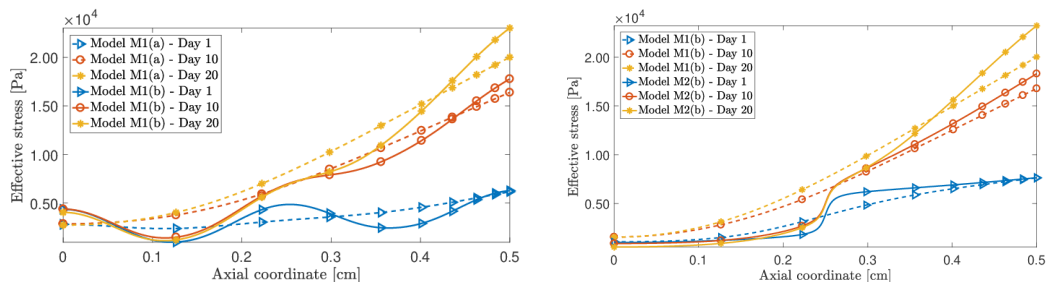 ×10⁴
2.00
1.50
1.00
0.50
Effective stress [Pa]
Model M1(a) - Day 1
Model M1(a) - Day 10
Model M1(a) - Day 20
Model M1(b) - Day 1
Model M1(b) - Day 10
Model M1(b) - Day 20
0 0.1 0.2 0.3 0.4 0.5
Axial coordinate [cm]
×10⁴
2.00
1.50
1.00
0.50
Effective stress [Pa]
Model M1(b) - Day 1
Model M1(b) - Day 10
Model M1(b) - Day 20
Model M2(b) - Day 1
Model M2(b) - Day 10
Model M2(b) - Day 20
0 0.1 0.2 0.3 0.4 0.5
Axial coordinate [cm]